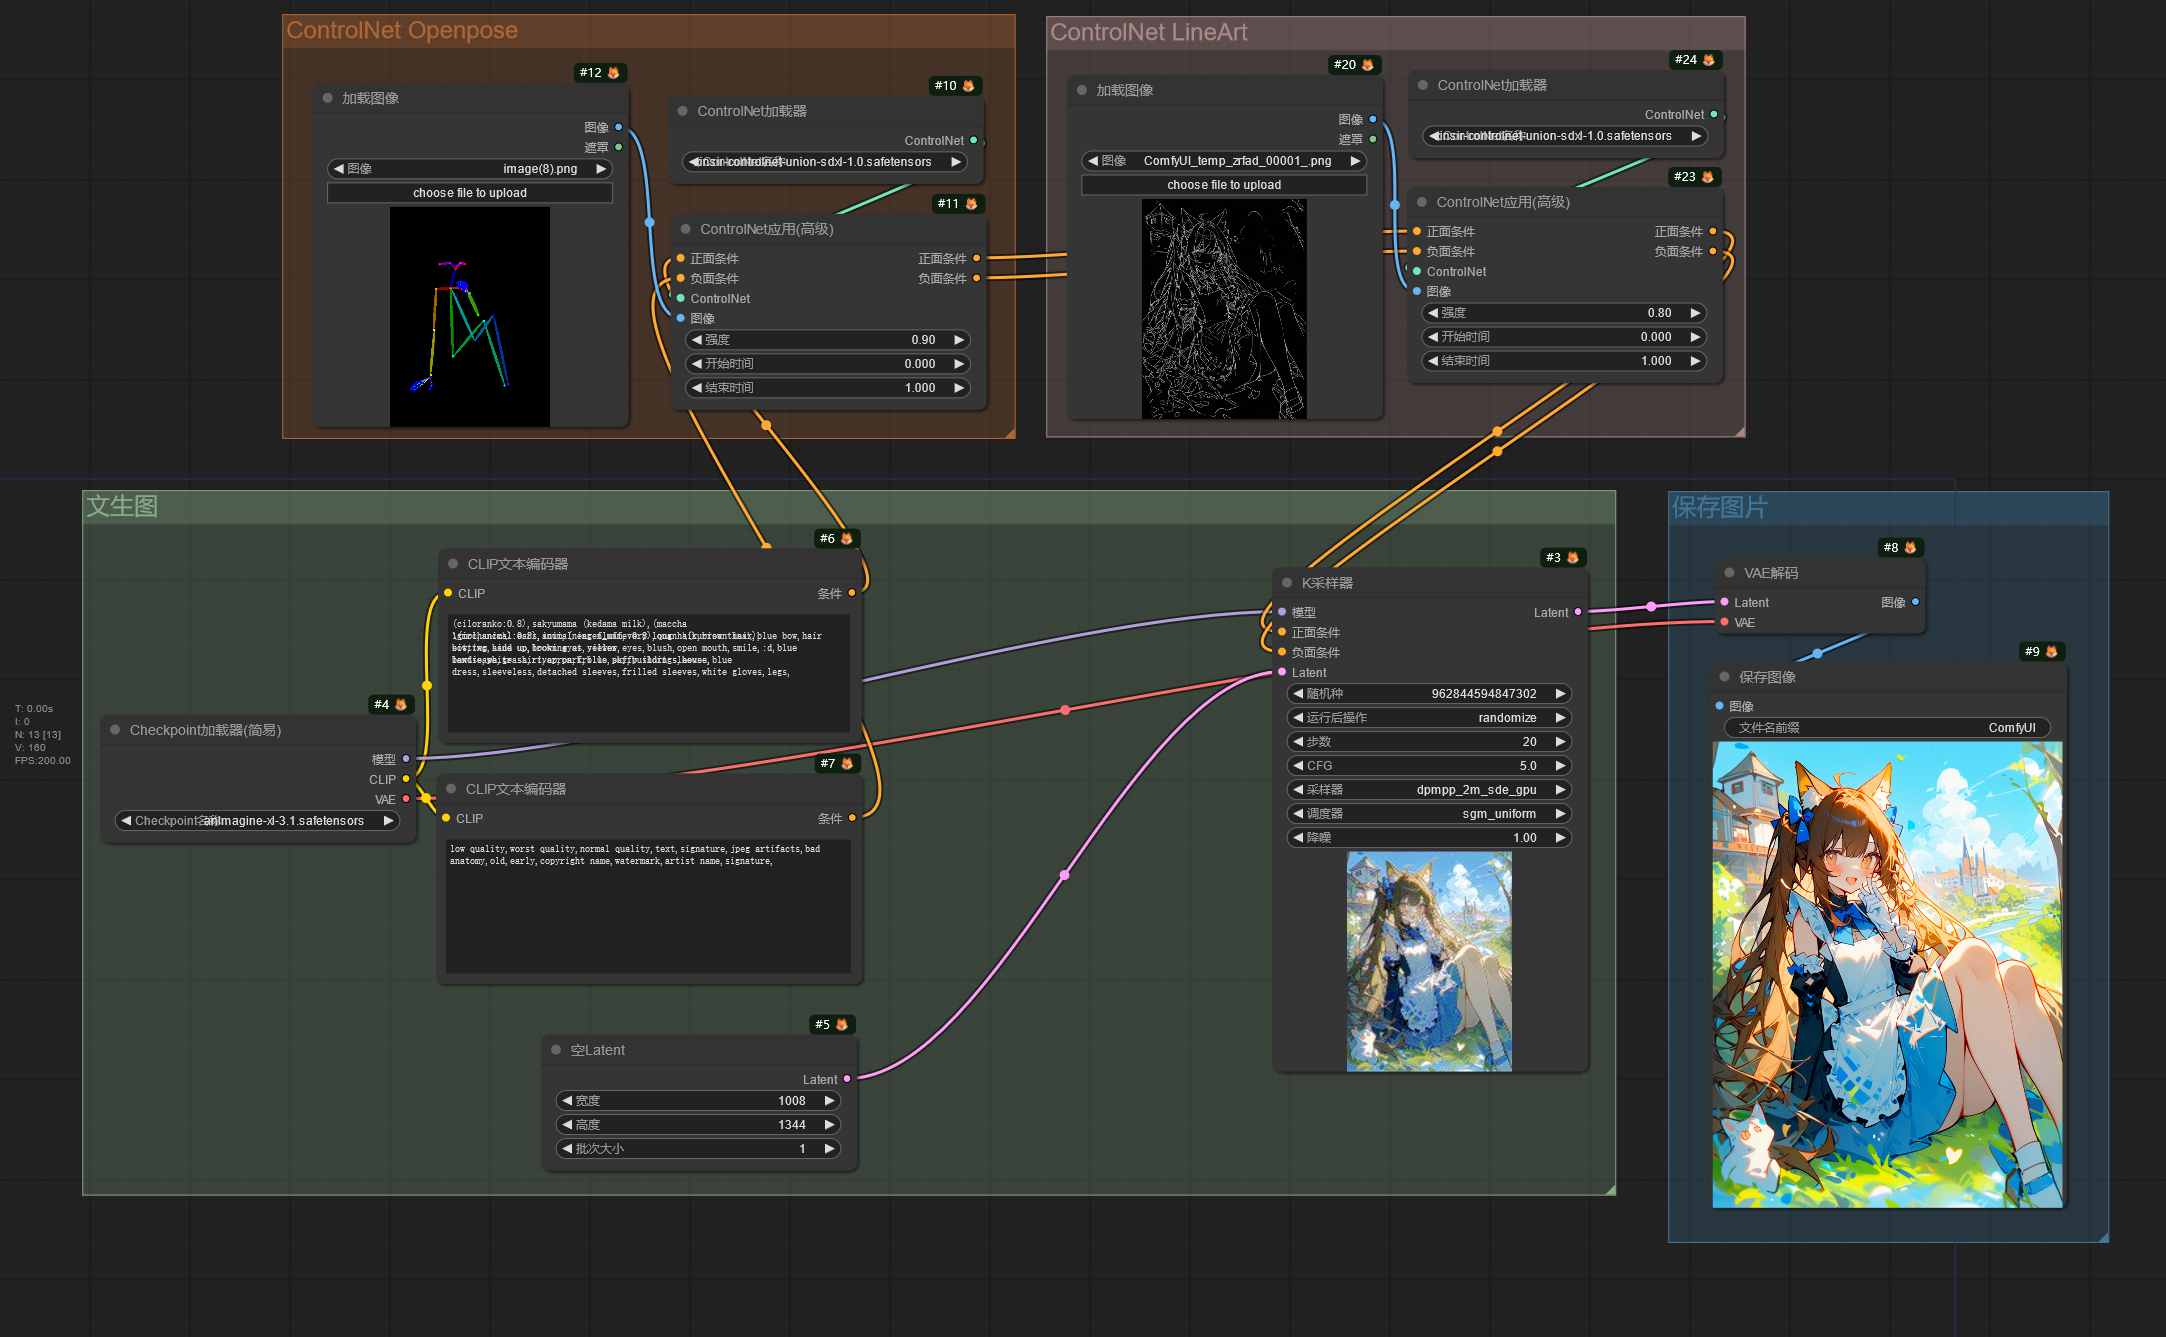 ControlNet Openpose
#12
加载图像
图像
遮罩
图像 image(8).png
choose file to upload
#10
ControlNet加载器
ControlNet
xinsir-controlnet-union-sdxl-1.0.safetensors
#11
ControlNet应用(高级)
正面条件 正面条件
负面条件 负面条件
ControlNet
图像
强度 0.90
开始时间 0.000
结束时间 1.000
ControlNet LineArt
#20
加载图像
图像
遮罩
图像 ComfyUI_temp_zrfad_00001_.png
choose file to upload
#24
ControlNet加载器
ControlNet
xinsir-controlnet-union-sdxl-1.0.safetensors
#23
ControlNet应用(高级)
正面条件 正面条件
负面条件 负面条件
ControlNet
图像
强度 0.80
开始时间 0.000
结束时间 1.000
文生图
#6
CLIP文本编码器
CLIP 条件
(ciloranko:0.8),sakyumama (kedama milk),(maccha
blue bow,hair
eyes,blush,open mouth,smile, :d,blue
blue
dress,sleeveless,detached sleeves,frilled sleeves,white gloves,legs,
#4
Checkpoint加载器(简易)
模型
CLIP
VAE
Checkpoint名称 animagine-xl-3.1.safetensors
#7
CLIP文本编码器
CLIP 条件
low quality,worst quality,normal quality,text,signature,jpeg artifacts,bad
anatomy,old,early,copyright name,watermark,artist name,signature,
#5
空Latent
Latent
宽度 1008
高度 1344
批次大小 1
#3
K采样器
模型 Latent
正面条件
负面条件
Latent
随机种 962844594847302
运行后操作 randomize
步数 20
CFG 5.0
采样器 dpmpp_2m_sde_gpu
调度器 sgm_uniform
降噪 1.00
保存图片
#8
VAE解码
Latent 图像
VAE
#9
保存图像
图像
文件名前缀 ComfyUI
T: 0.00s
I: 0
N: 13 [13]
V: 160
FPS:200.00